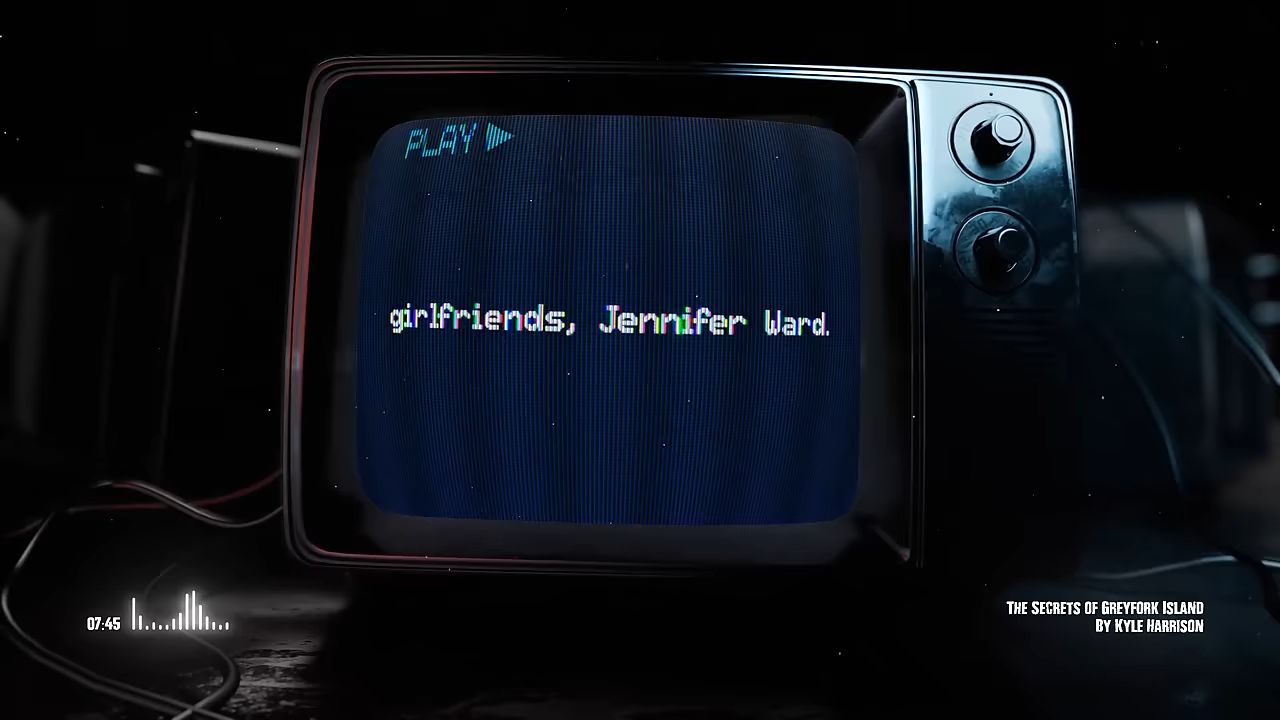 PLAY
girlfriends, Jennifer Ward.
07:45
The Secrets of Greyfork Island
By Kyle Harrison